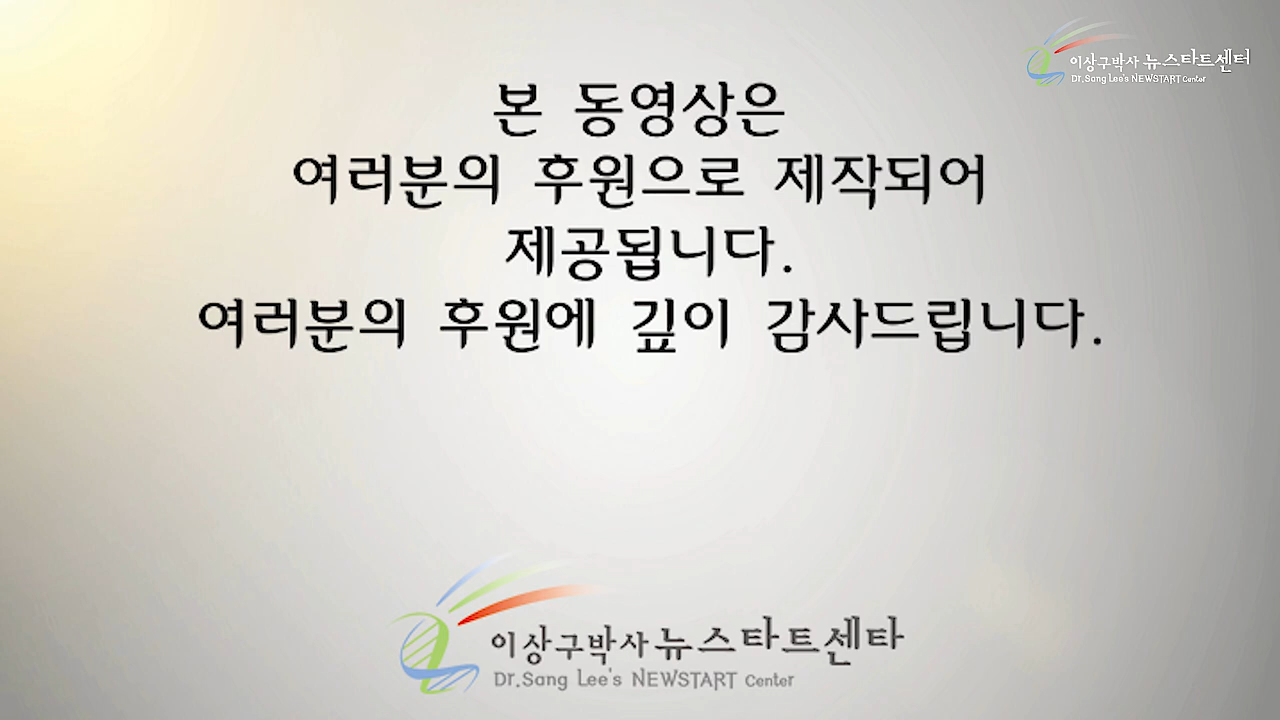 이상구박사 뉴스타트센터
Dr.Sang Lee's NEWSTART Center
본 동영상은
여러분의 후원으로 제작되어
제공됩니다.
여러분의 후원에 깊이 감사드립니다.
이상구박사 뉴스타트센타
Dr.Sang Lee's NEWSTART Center